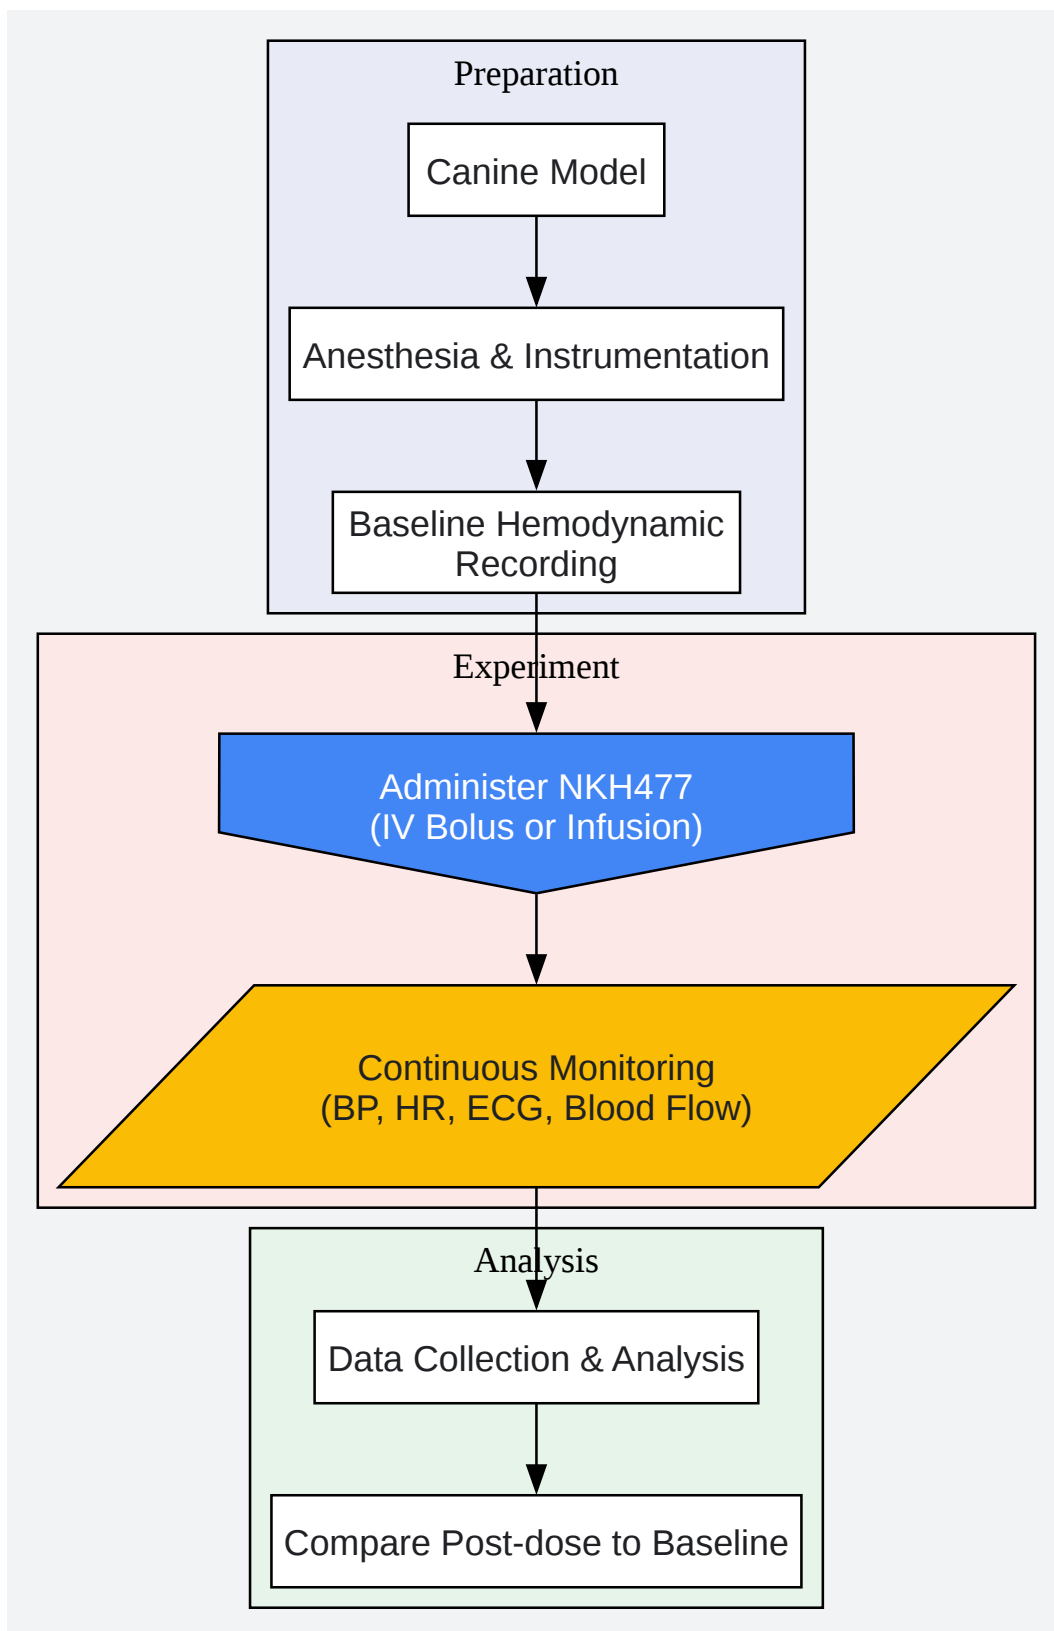 Preparation
Canine Model
Anesthesia & Instrumentation
Baseline Hemodynamic
Recording
Experiment
Administer NKH477
(IV Bolus or Infusion)
Continuous Monitoring
(BP, HR, ECG, Blood Flow)
Analysis
Data Collection & Analysis
Compare Post-dose to Baseline